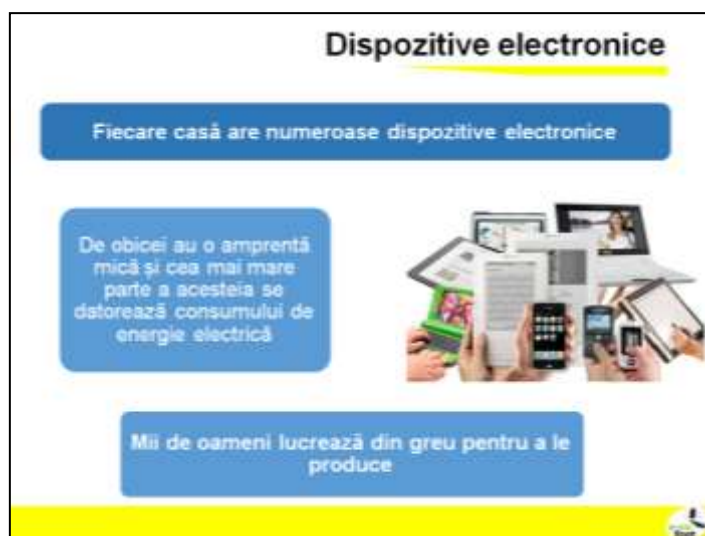 Dispozitive electronice
Fiecare casă are numeroase dispozitive electronice
De obicei au o amprentă
mică și cea mai mare
parte a acesteia se
datorează consumului de
energie electrică
Mii de oameni lucrează din greu pentru a le
produce